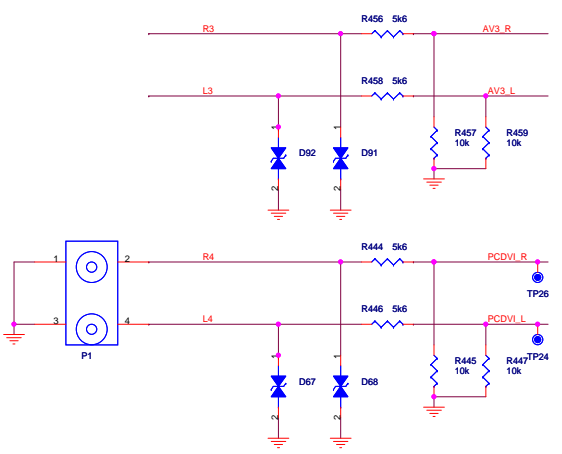 R456 5k6
R3
AV3_R
R458 5k6
L3
AV3_L
1
1
R457
10k
R459
10k
D92
D91
2
2
R444 5k6
1
2
R4
PCDVI_R
TP26
R446 5k6
3
4
L4
PCDVI_L
P1
TP24
1
1
R445
10k
R447
10k
D67
D68
2
2